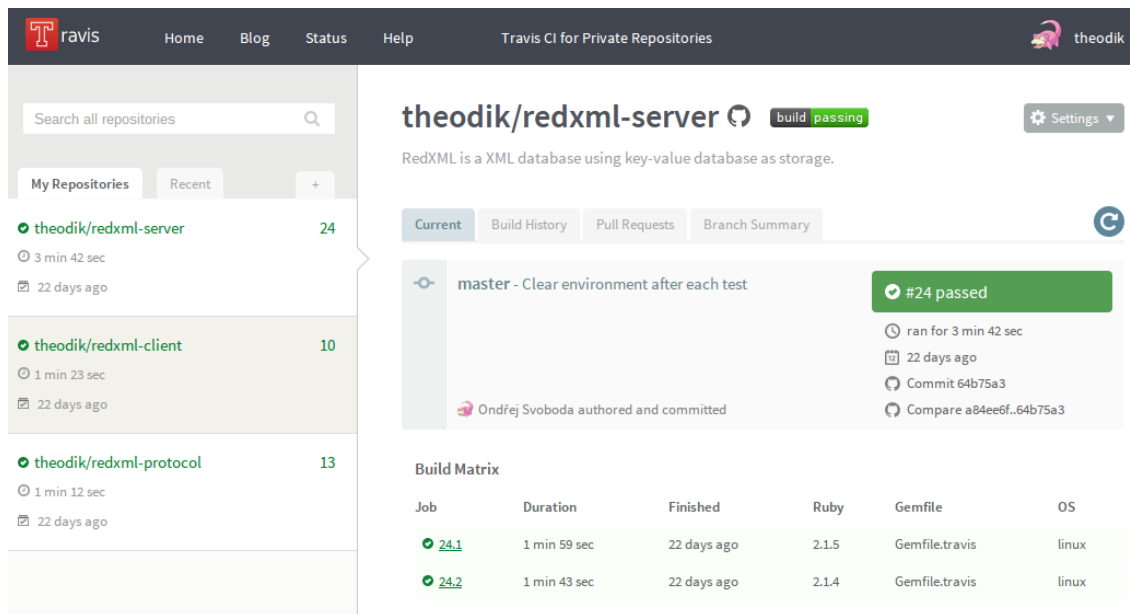 Travis Home Blog Status Help Travis CI for Private Repositories theodik
Search all repositories
My Repositories Recent +
theodik/redxml-server 24
3 min 42 sec
22 days ago
theodik/redxml-client 10
1 min 23 sec
22 days ago
theodik/redxml-protocol 13
1 min 12 sec
22 days ago
theodik/redxml-server build passing Settings
RedXML is a XML database using key-value database as storage.
Current Build History Pull Requests Branch Summary
master - Clear environment after each test
Ondřej Svoboda authored and committed
#24 passed
ran for 3 min 42 sec
12 22 days ago
Commit 64b75a3
Compare a84ee6f..64b75a3
Build Matrix
Job Duration Finished Ruby Gemfile OS
24.1 1 min 59 sec 22 days ago 2.1.5 Gemfile.travis linux
24.2 1 min 43 sec 22 days ago 2.1.4 Gemfile.travis linux